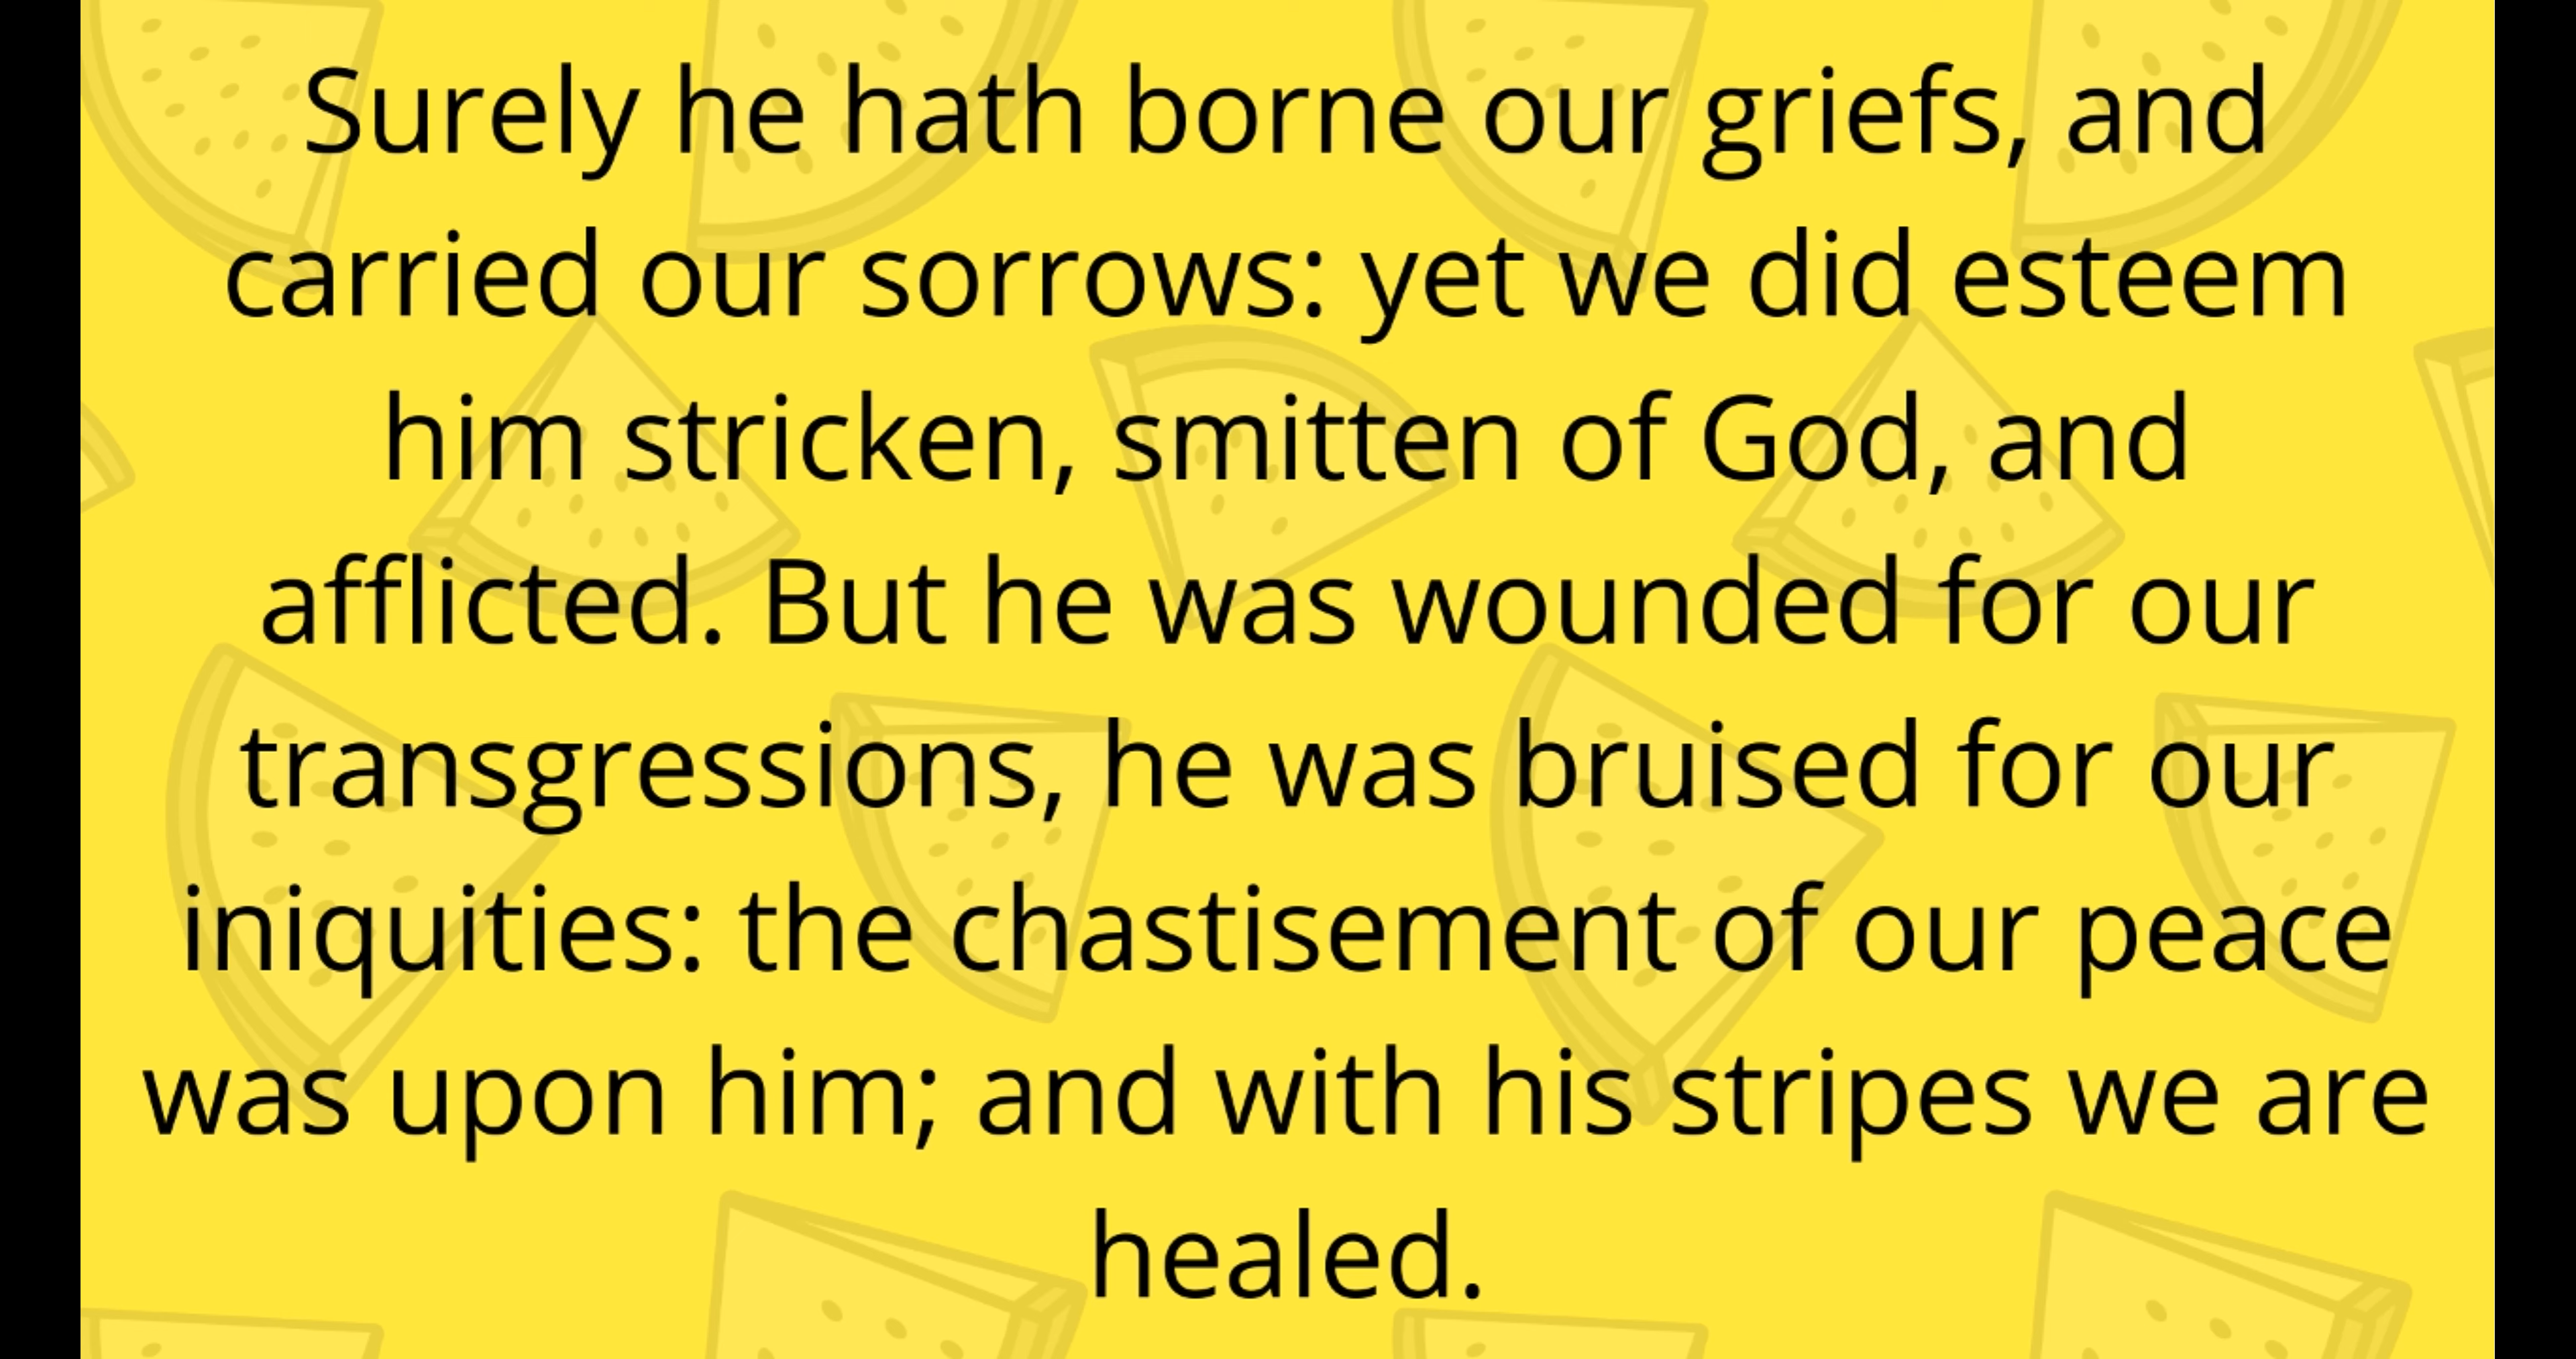 Surely he hath borne our griefs, and
carried our sorrows: yet we did esteem
him stricken, smitten of God, and
afflicted. But he was wounded for our
transgressions, he was bruised for our
iniquities: the chastisement of our peace
was upon him; and with his stripes we are
healed.